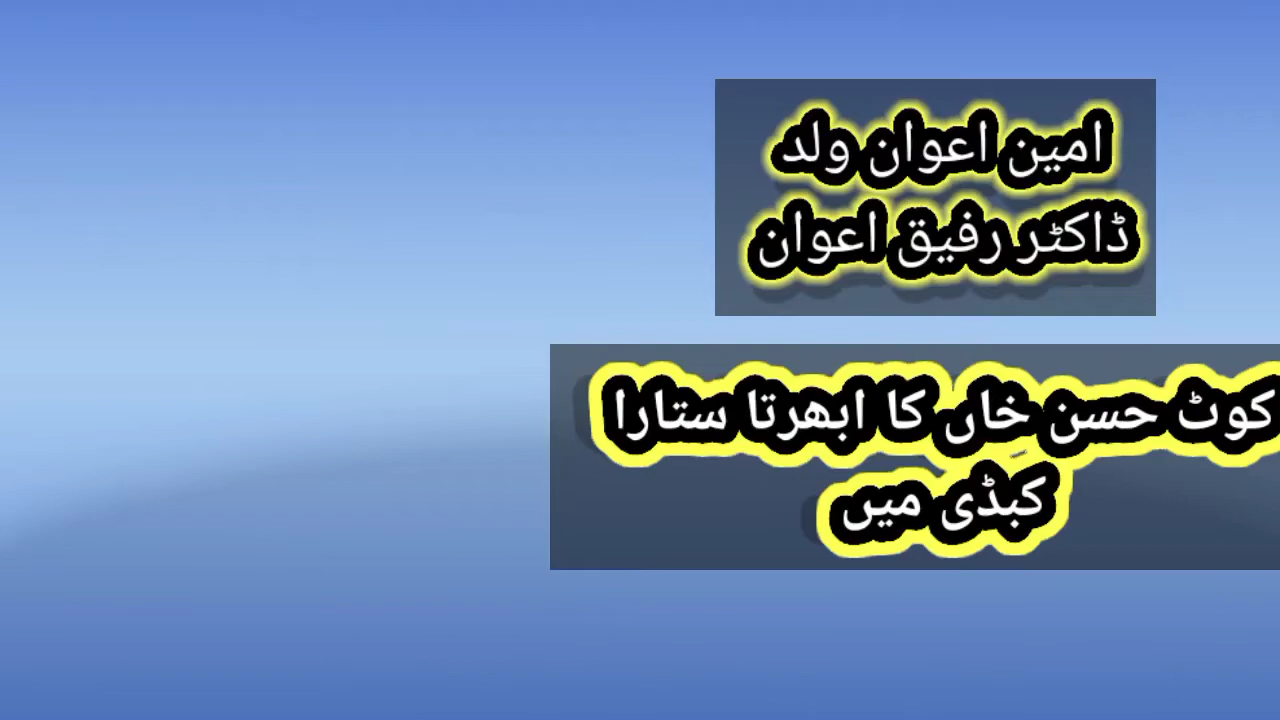 امین اعوان ولد
ڈاکٹر رفیق اعوان
کوٹ حسن خاں کا ابھرتا ستارا
کبڈی میں